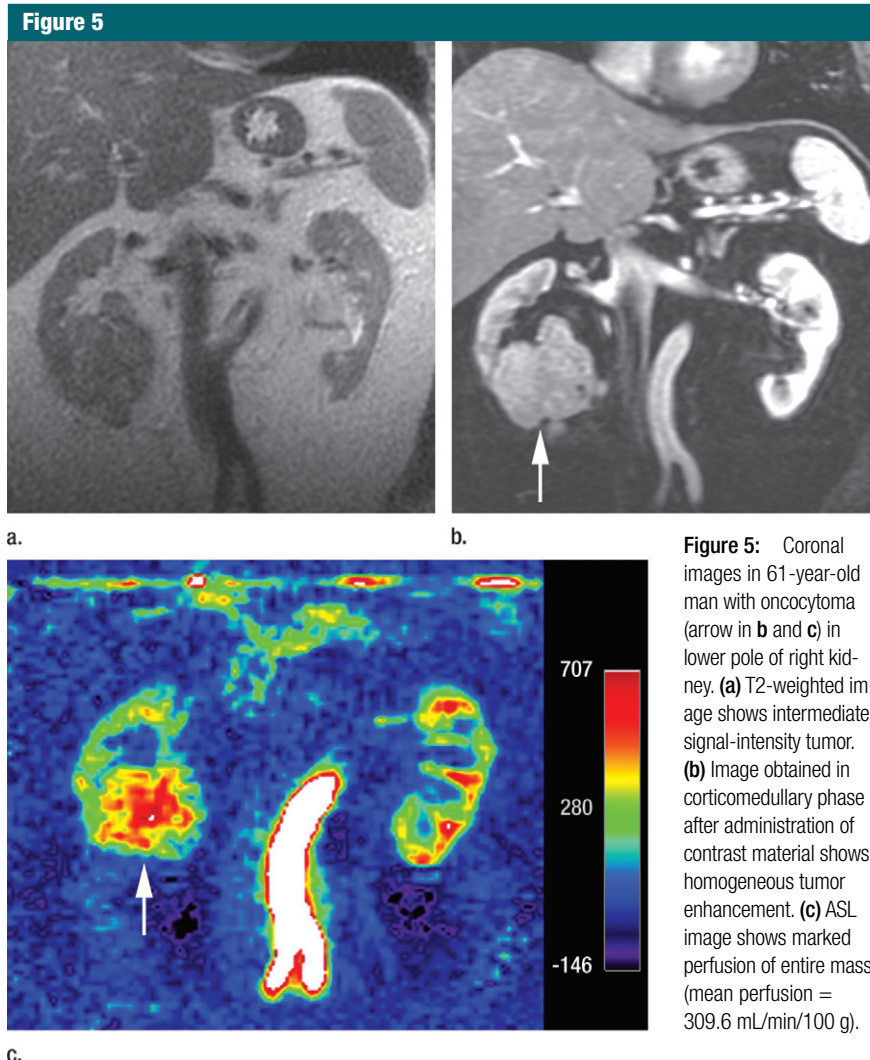 Figure 5
a.
b.
707
280
-146
c.
Figure 5: Coronal
images in 61-year-old
man with oncocytoma
(arrow in b and c) in
lower pole of right kid-
ney. (a) T2-weighted im-
age shows intermediate
signal-intensity tumor.
(b) Image obtained in
corticomedullary phase
after administration of
contrast material shows
homogeneous tumor
enhancement. (c) ASL
image shows marked
perfusion of entire mass
(mean perfusion =
309.6 mL/min/100 g).